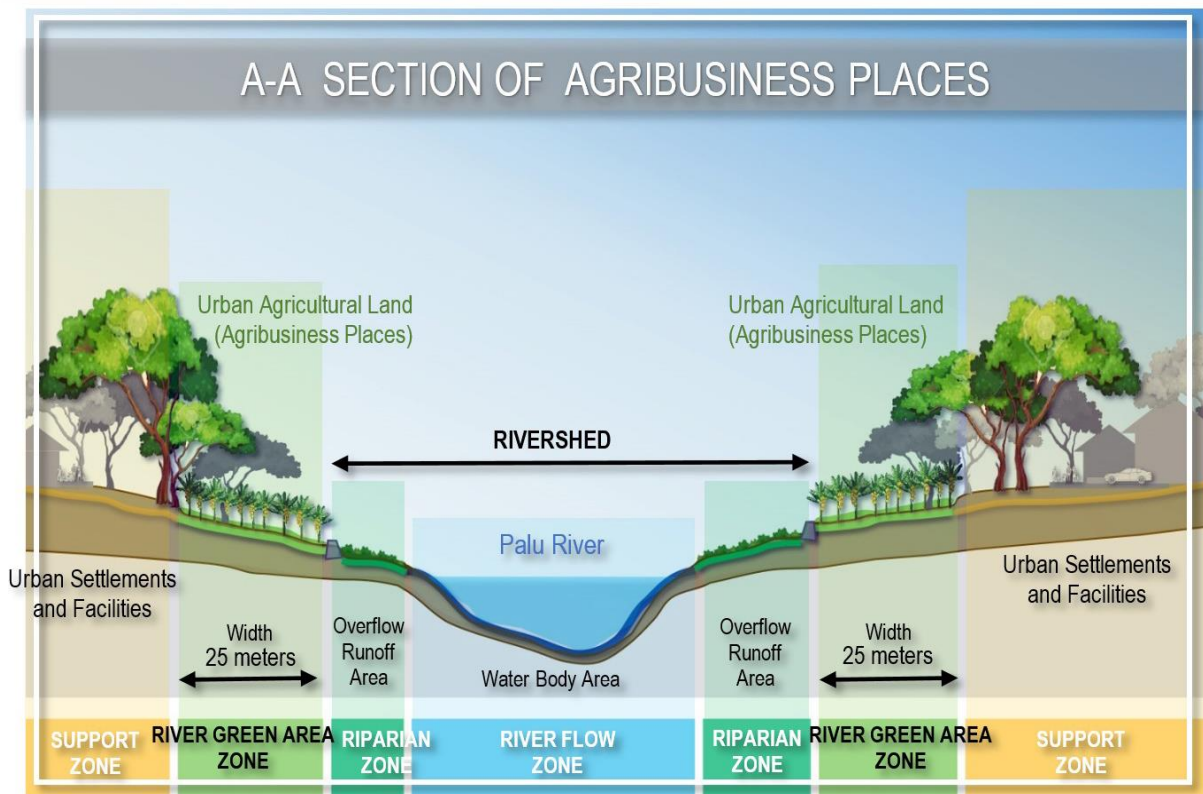 A-A SECTION OF AGRIBUSINESS PLACES
Urban Agricultural Land
(Agribusiness Places)
Urban Agricultural Land
(Agribusiness Places)
RIVERSHED
Palu River
Urban Settlements
and Facilities
Width
25 meters
Overflow
Runoff
Area
Water Body Area
Overflow
Runoff
Area
Width
25 meters
Urban Settlements
and Facilities
SUPPORT
ZONE
RIVER GREEN AREA
ZONE
RIPARIAN
ZONE
RIVER FLOW
ZONE
RIPARIAN
ZONE
RIVER GREEN AREA
ZONE
SUPPORT
ZONE